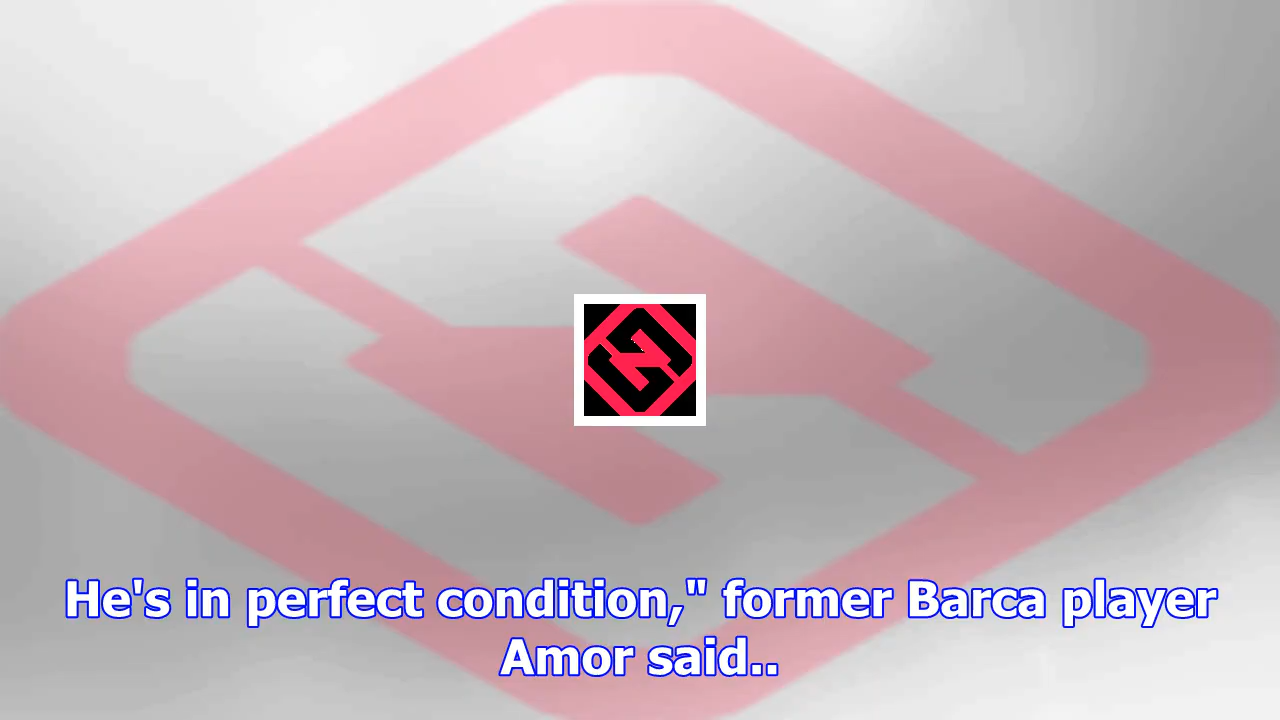 He's in perfect condition," former Barca player
Amor said..